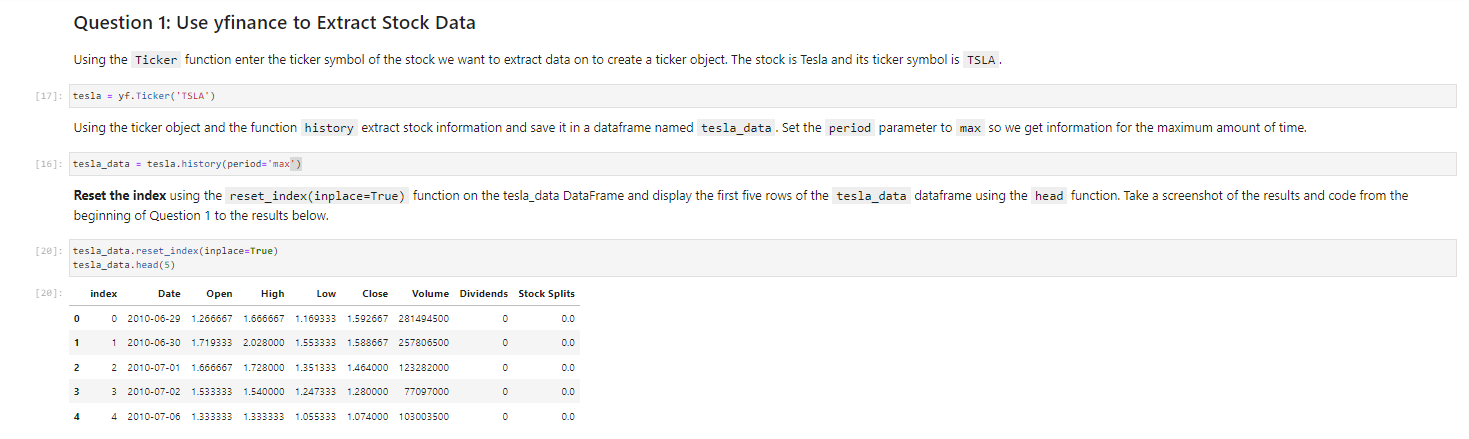 Question 1: Use yfinance to Extract Stock Data
Using the Ticker function enter the ticker symbol of the stock we want to extract data on to create a ticker object. The stock is Tesla and its ticker symbol is TSLA.
[17]: tesla = yf.Ticker('TSLA')
Using the ticker object and the function history extract stock information and save it in a dataframe named tesla_data. Set the period parameter to max so we get information for the maximum amount of time.
[16]: tesla_data = tesla.history(period='max')
Reset the index using the reset_index(inplace=True) function on the tesla_data DataFrame and display the first five rows of the tesla_data dataframe using the head function. Take a screenshot of the results and code from the
beginning of Question 1 to the results below.
[20]: tesla_data.reset_index(inplace=True)
tesla_data.head(5)
[20]: index Date Open High Low Close Volume Dividends Stock Splits
0 0 2010-06-29 1.266667 1.666667 1.169333 1.592667 281494500 0 0.0
1 1 2010-06-30 1.719333 2.028000 1.553333 1.588667 257806500 0 0.0
2 2 2010-07-01 1.666667 1.728000 1.351333 1.464000 123282000 0 0.0
3 3 2010-07-02 1.533333 1.540000 1.247333 1.280000 77097000 0 0.0
4 4 2010-07-06 1.333333 1.333333 1.055333 1.074000 103003500 0 0.0